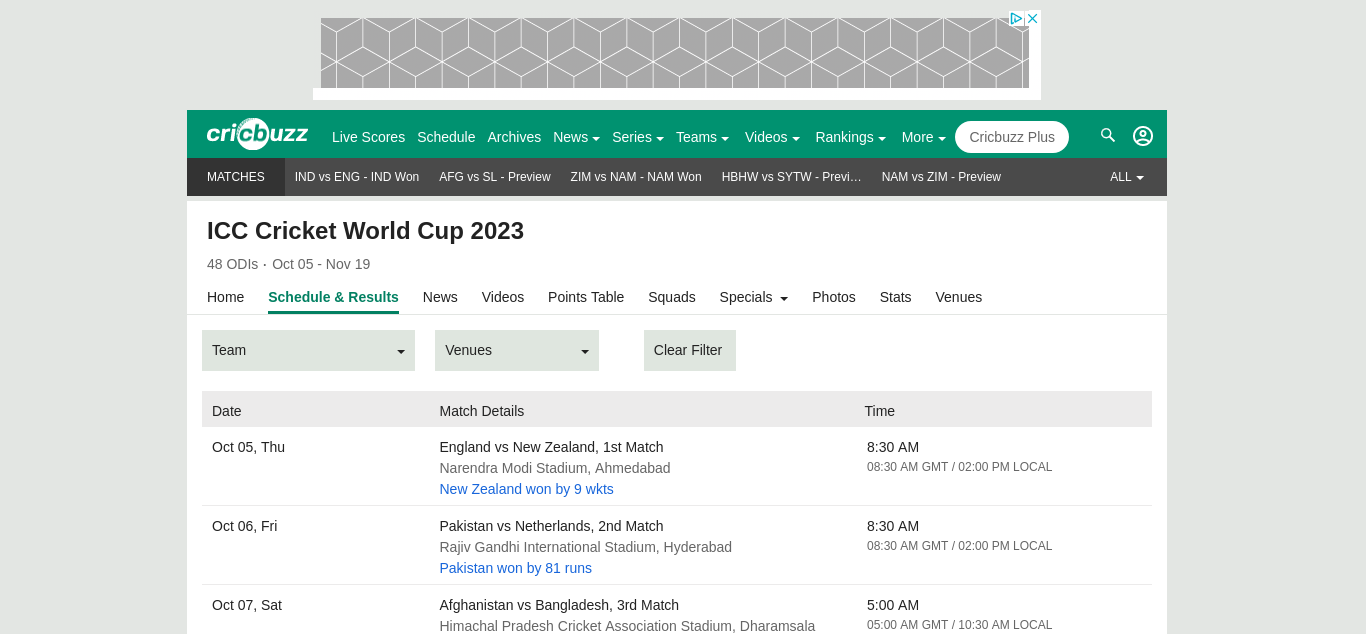 cricbuzz
Live Scores Schedule Archives News Series Teams Videos Rankings More Cricbuzz Plus
MATCHES IND vs ENG - IND Won AFG vs SL - Preview ZIM vs NAM - NAM Won HBHW vs SYTW - Previ… NAM vs ZIM - Preview ALL
ICC Cricket World Cup 2023
48 ODIs · Oct 05 - Nov 19
Home Schedule & Results News Videos Points Table Squads Specials Photos Stats Venues
Team Venues Clear Filter
Date Match Details Time
Oct 05, Thu England vs New Zealand, 1st Match 8:30 AM
Narendra Modi Stadium, Ahmedabad 08:30 AM GMT / 02:00 PM LOCAL
New Zealand won by 9 wkts
Oct 06, Fri Pakistan vs Netherlands, 2nd Match 8:30 AM
Rajiv Gandhi International Stadium, Hyderabad 08:30 AM GMT / 02:00 PM LOCAL
Pakistan won by 81 runs
Oct 07, Sat Afghanistan vs Bangladesh, 3rd Match 5:00 AM
Himachal Pradesh Cricket Association Stadium, Dharamsala 05:00 AM GMT / 10:30 AM LOCAL